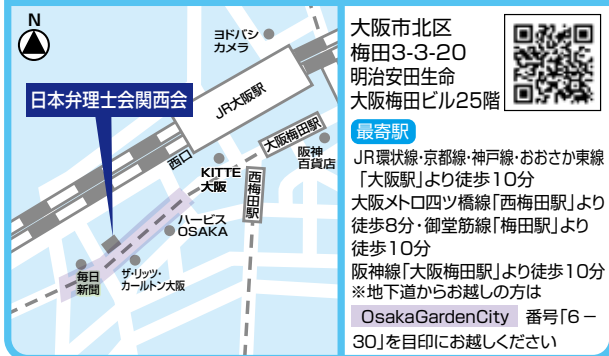 N
ヨドバシ
カメラ
日本弁理士会関西会
JR大阪駅
大阪梅田駅
阪神
百貨店
西口
KITTE
大阪
西梅田駅
ハービス
OSAKA
毎日
新聞
ザ・リッツ・
カールトン大阪
大阪市北区
梅田3-3-20
明治安田生命
大阪梅田ビル25階
最寄駅
JR環状線・京都線・神戸線・おおさか東線
「大阪駅」より徒歩10分
大阪メトロ四ツ橋線「西梅田駅」より
徒歩8分・御堂筋線「梅田駅」より
徒歩10分
阪神線「大阪梅田駅」より徒歩10分
※地下道からお越しの方は
OsakaGardenCity 番号「6－
30」を目印にお越しください